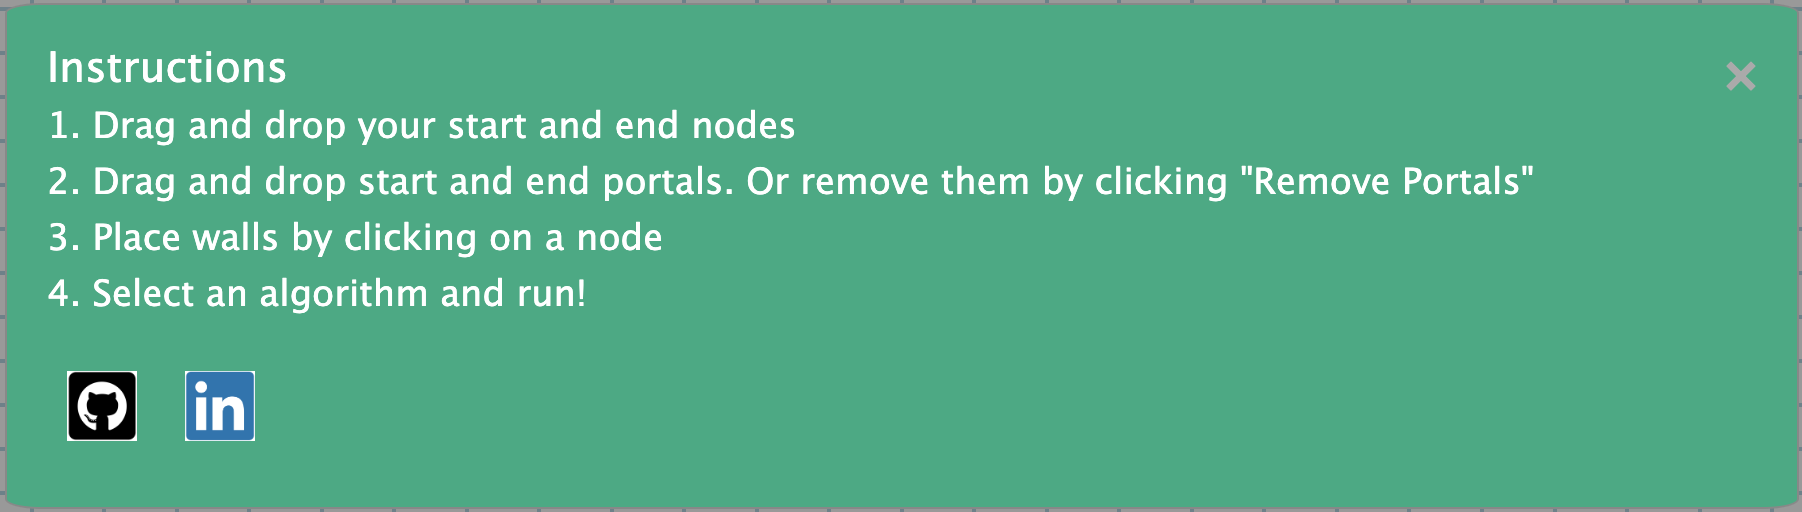 Instructions
1. Drag and drop your start and end nodes
2. Drag and drop start and end portals. Or remove them by clicking "Remove Portals"
3. Place walls by clicking on a node
4. Select an algorithm and run!
in